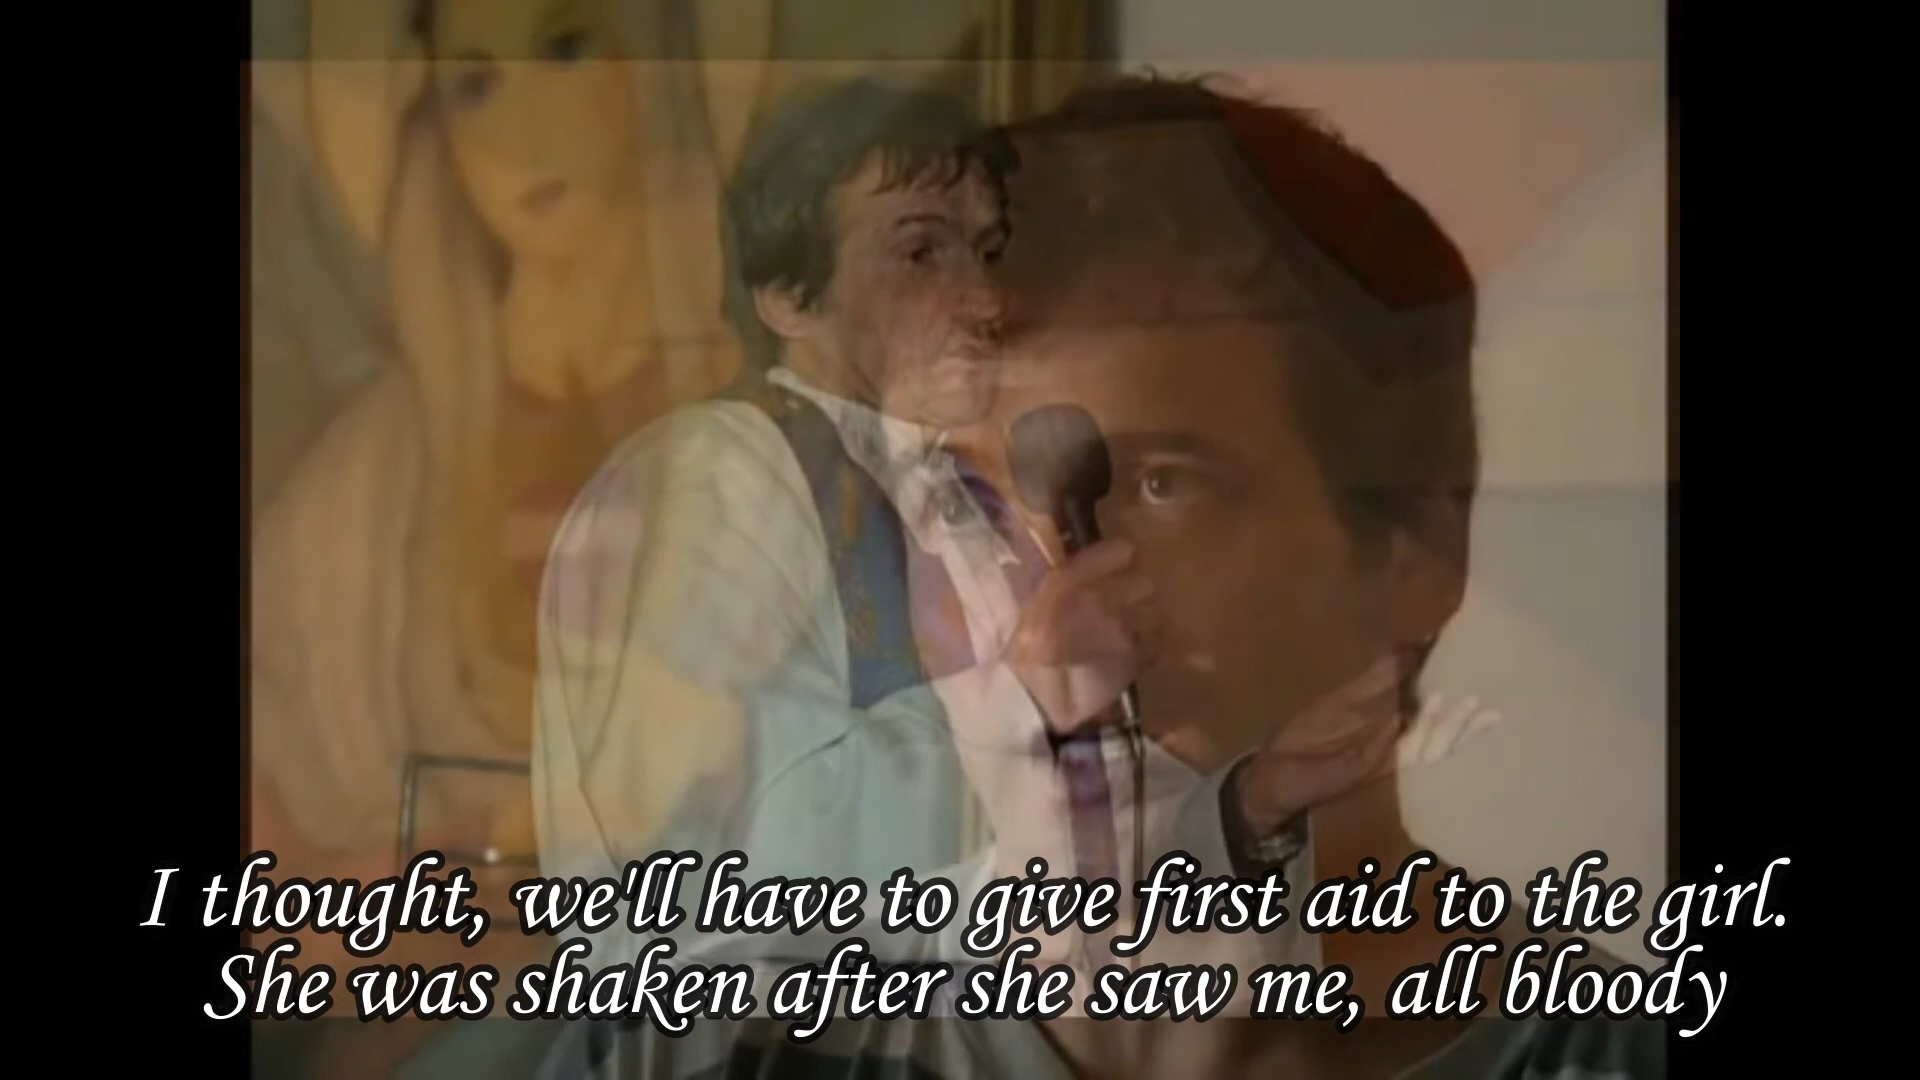 I thought, we'll have to give first aid to the girl.
She was shaken after she saw me, all bloody